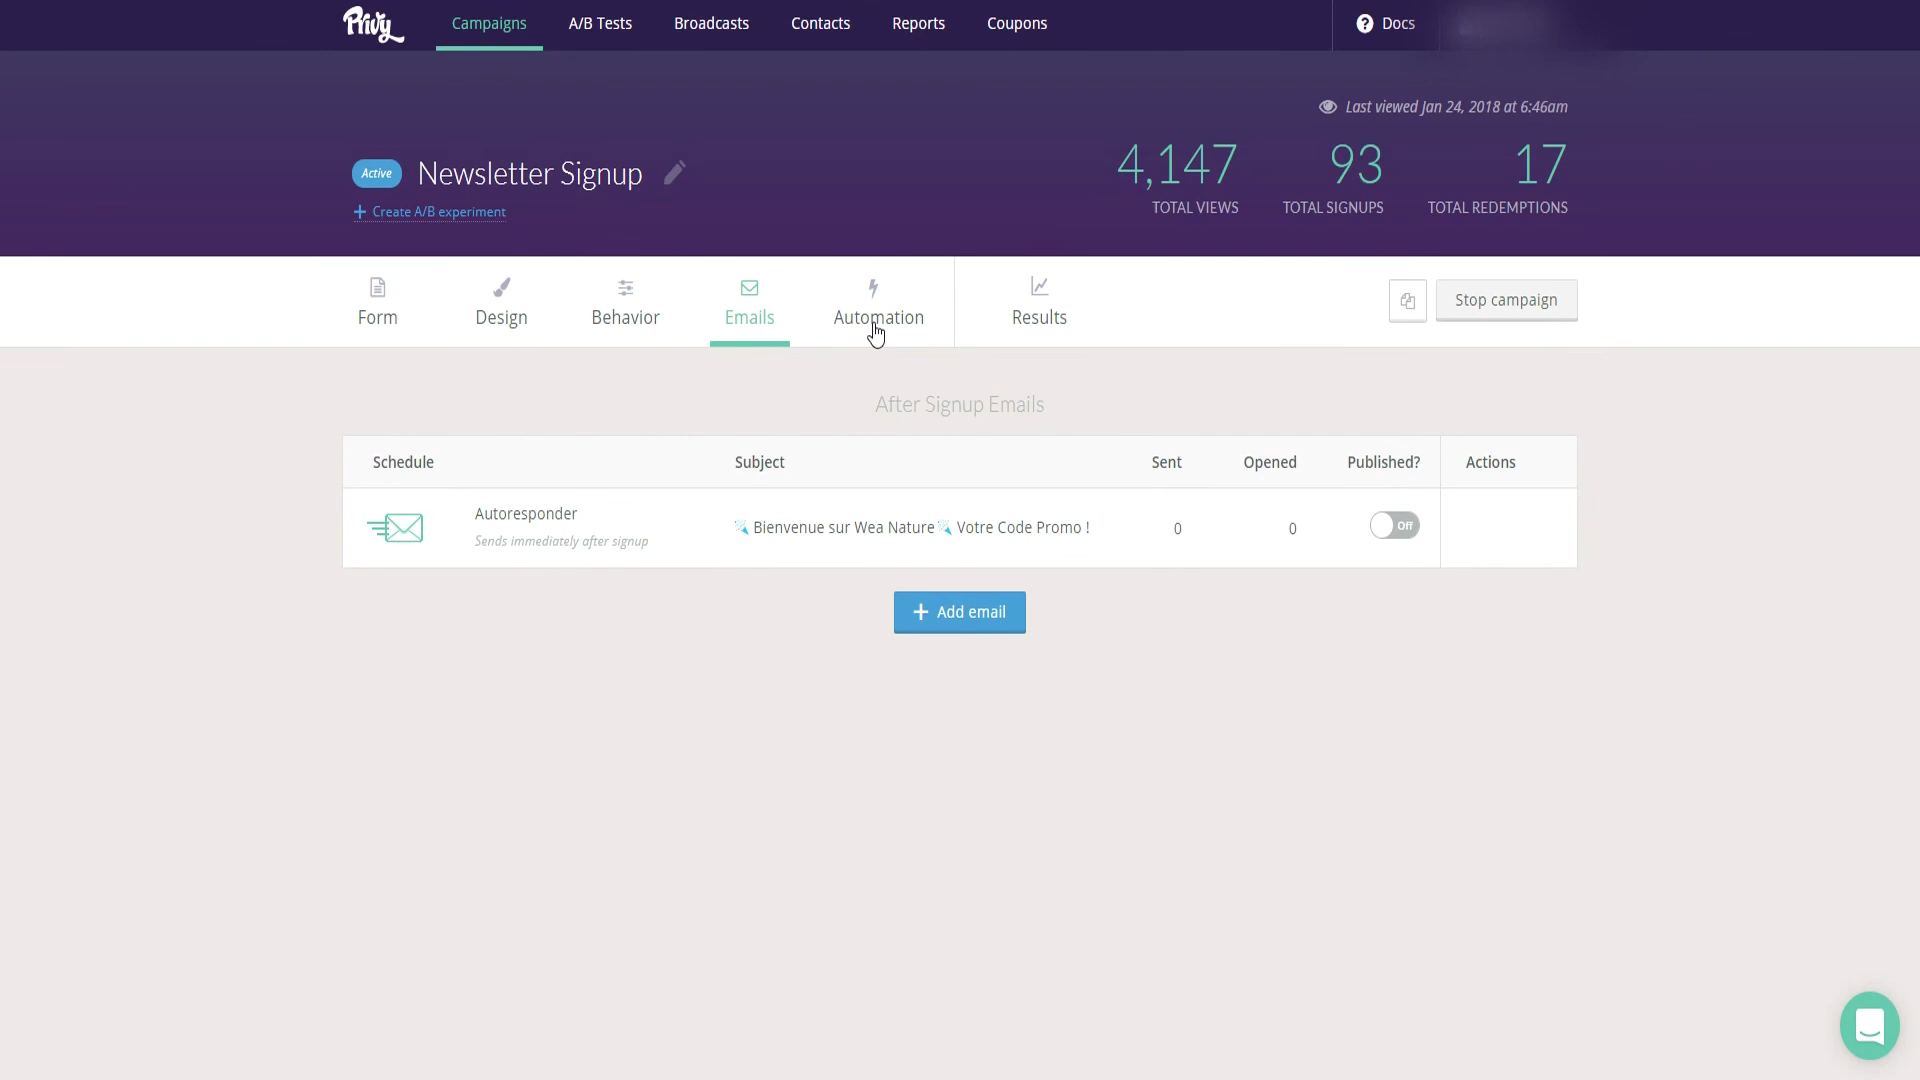 Privy Campaigns A/B Tests Broadcasts Contacts Reports Coupons Docs
Last viewed Jan 24, 2018 at 6:46am
Active Newsletter Signup 4,147 93 17
Create A/B experiment TOTAL VIEWS TOTAL SIGNUPS TOTAL REDEMPTIONS
Form Design Behavior Emails Automation Results Stop campaign
After Signup Emails
Schedule Subject Sent Opened Published? Actions
Autoresponder
Sends immediately after signup
Bienvenue sur Wea Nature Votre Code Promo ! 0 0 Off
Add email